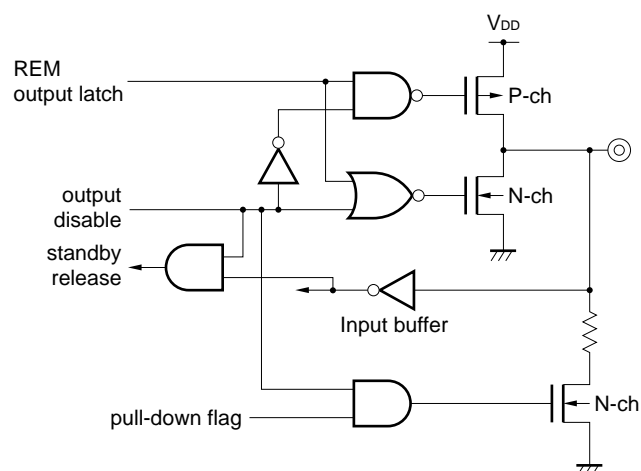 VDD
REM
output latch
P-ch
output
disable
N-ch
standby
release
Input buffer
pull-down flag
N-ch